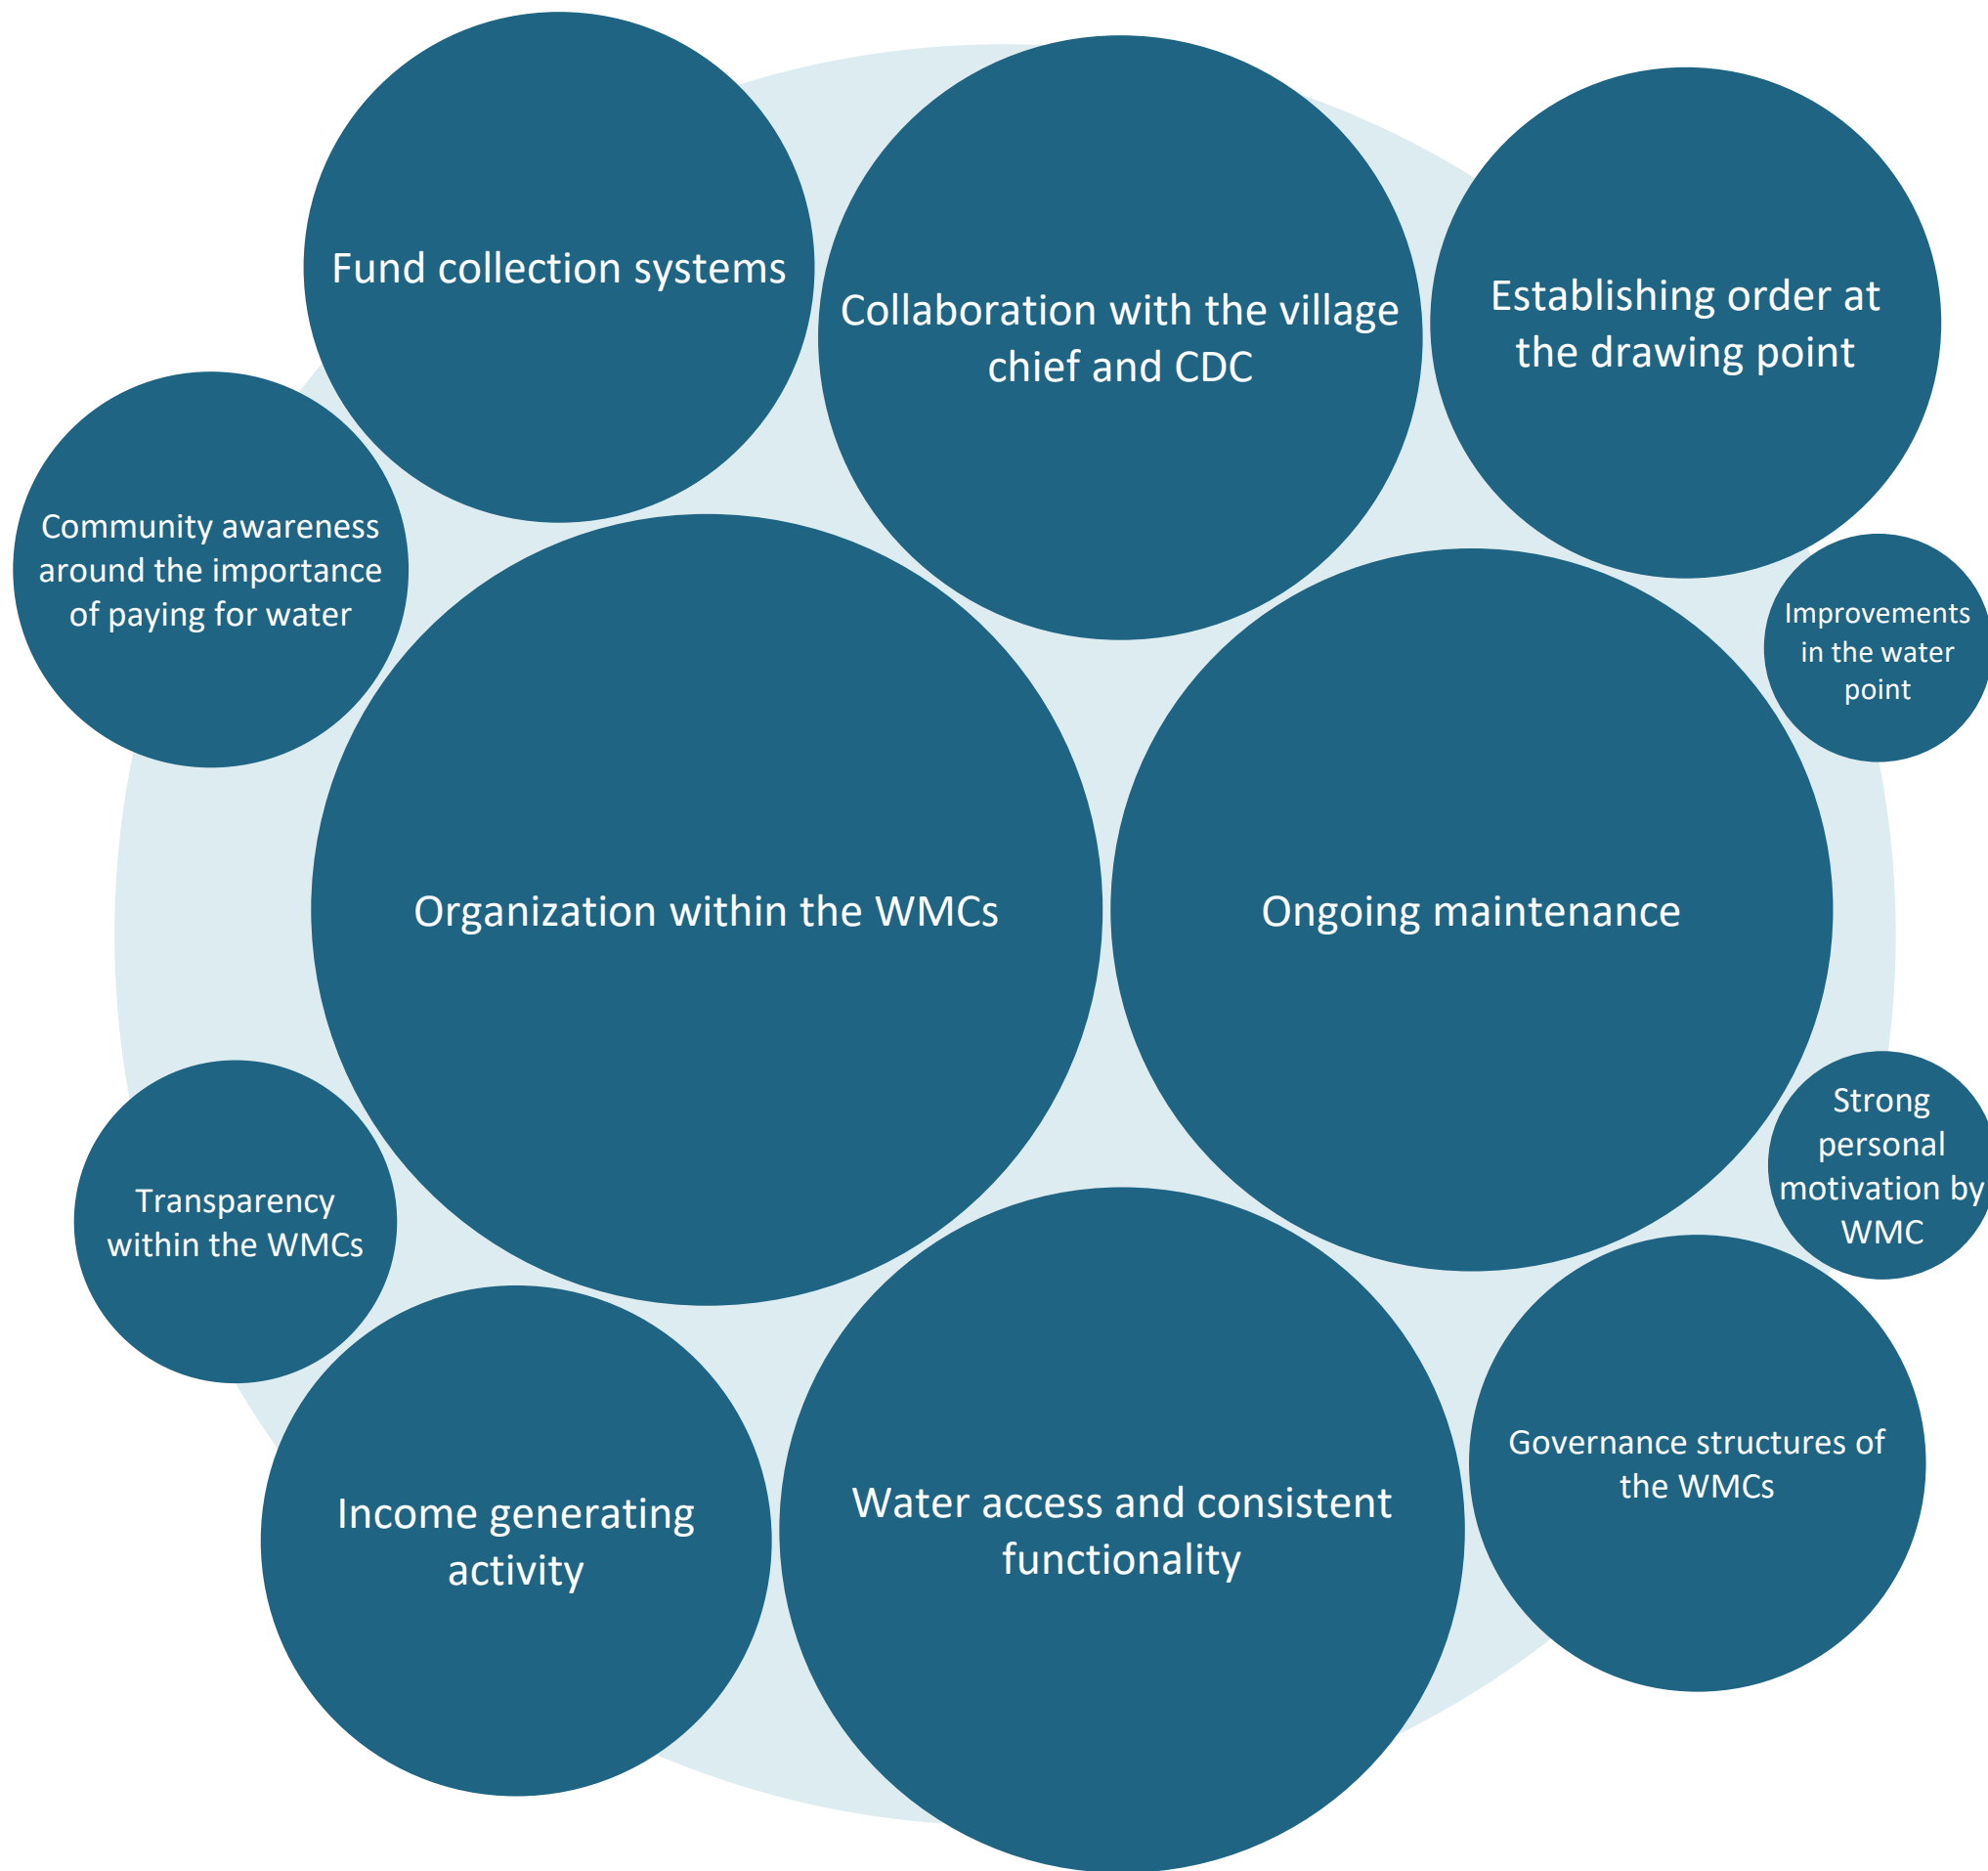 Fund collection systems
Collaboration with the village
chief and CDC
Establishing order at
the drawing point
Community awareness
around the importance
of paying for water
Improvements
in the water
point
Organization within the WMCs
Ongoing maintenance
Strong
personal
motivation by
WMC
Transparency
within the WMCs
Income generating
activity
Water access and consistent
functionality
Governance structures of
the WMCs